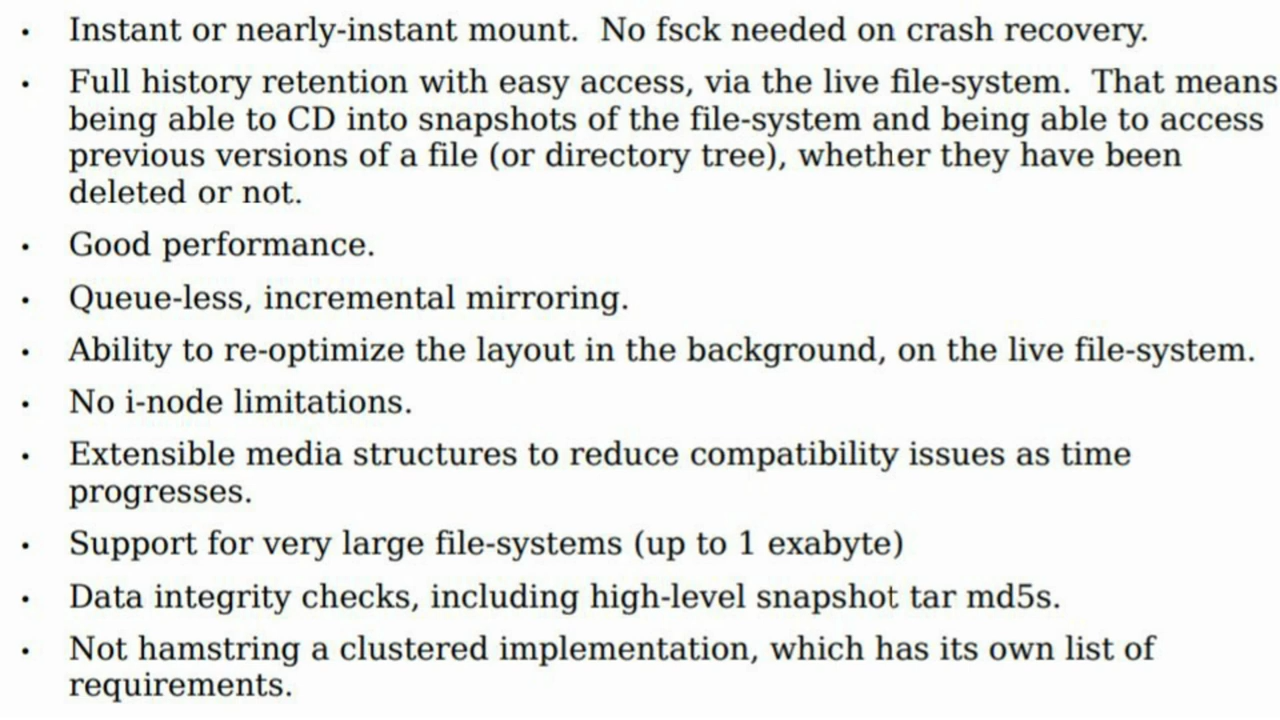 • Instant or nearly-instant mount.  No fsck needed on crash recovery.
• Full history retention with easy access, via the live file-system.  That means
being able to CD into snapshots of the file-system and being able to access
previous versions of a file (or directory tree), whether they have been
deleted or not.
• Good performance.
• Queue-less, incremental mirroring.
• Ability to re-optimize the layout in the background, on the live file-system.
• No i-node limitations.
• Extensible media structures to reduce compatibility issues as time
progresses.
• Support for very large file-systems (up to 1 exabyte)
• Data integrity checks, including high-level snapshot tar md5s.
• Not hamstring a clustered implementation, which has its own list of
requirements.